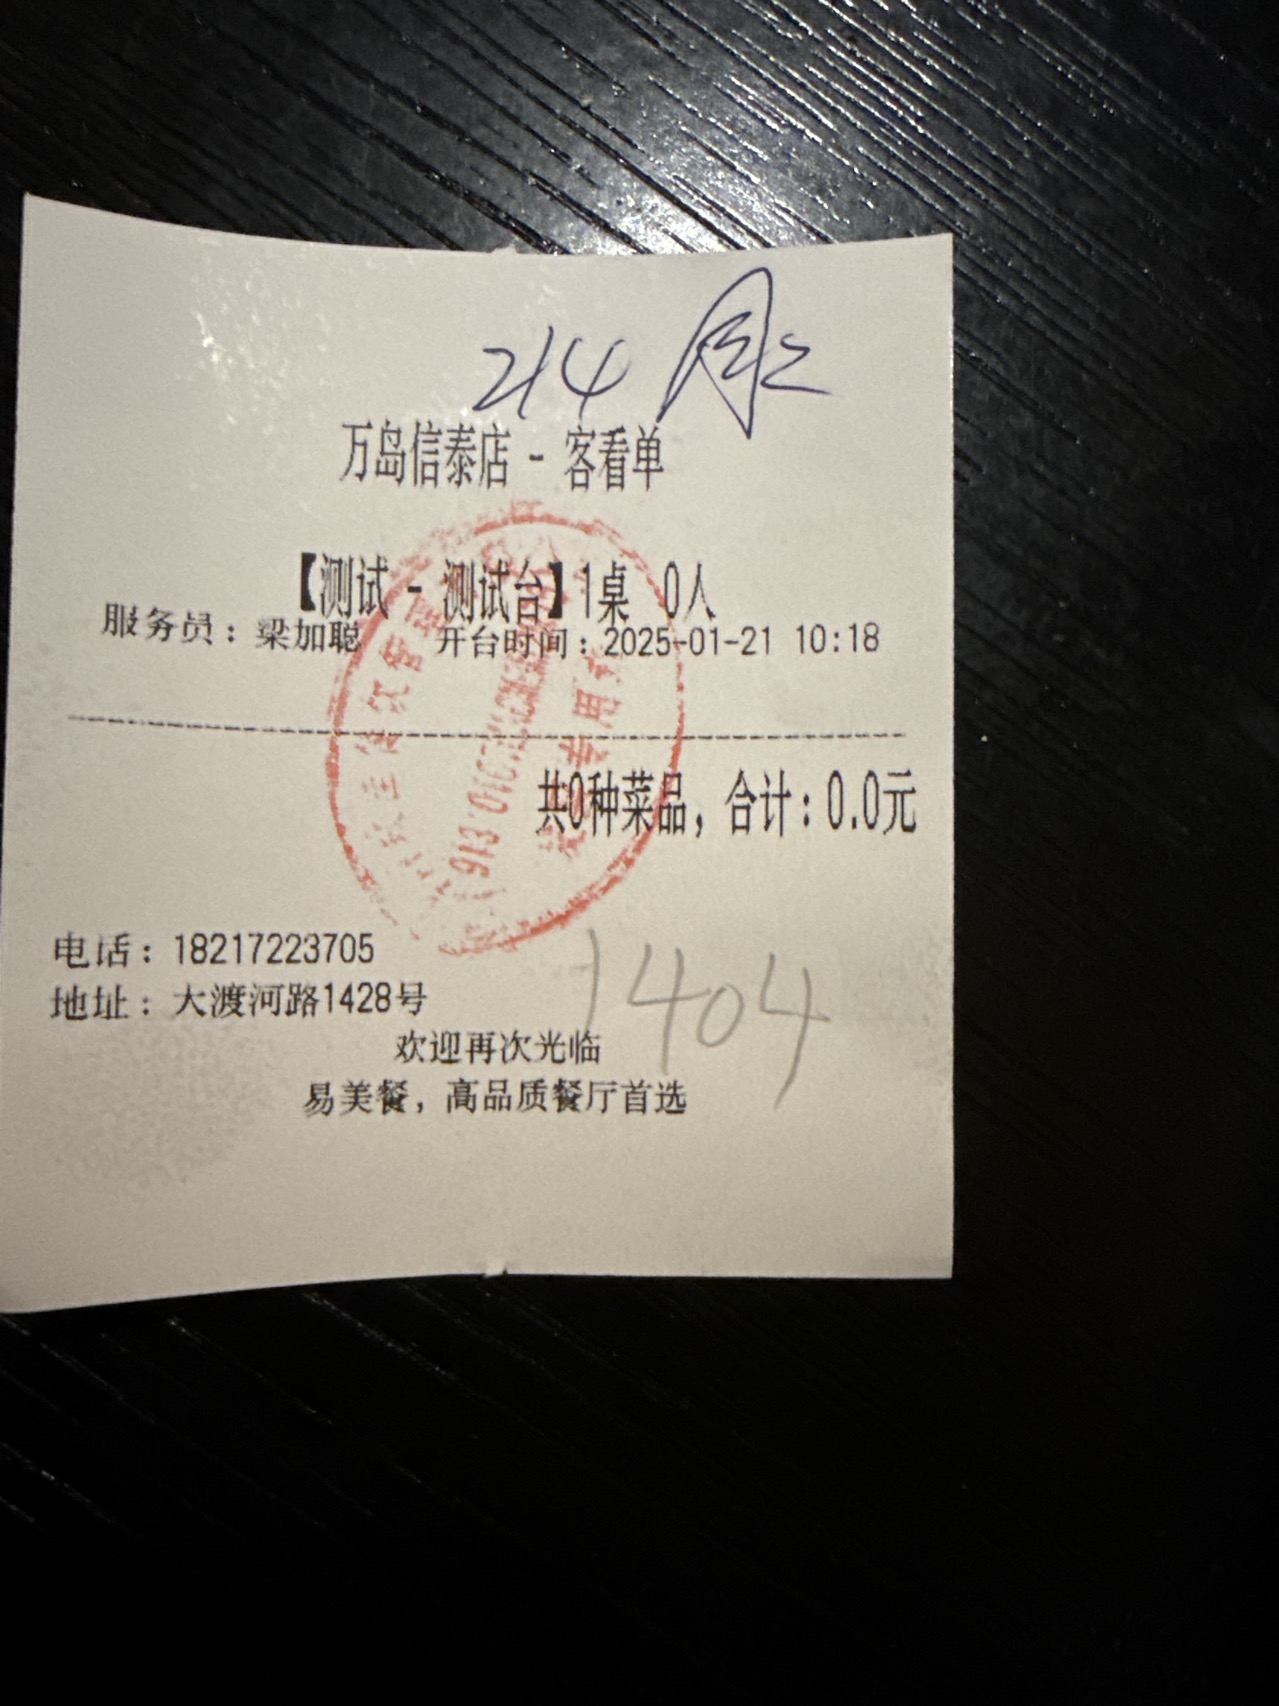 214
万岛信泰店 - 客看单
【测试 - 测试台】1桌 0人
服务员：梁加聪 开台时间：2025-01-21 10:18
共0种菜品，合计：0.0元
电话：18217223705
地址：大渡河路1428号
1404
欢迎再次光临
易美餐，高品质餐厅首选